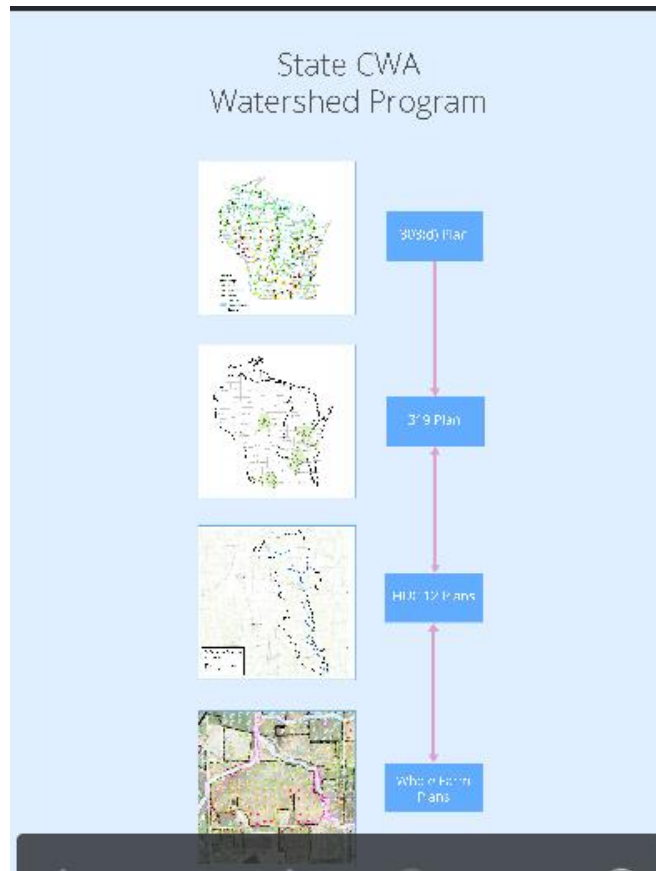 State CWA
Watershed Program
303(d) Plan
319 Plan
HUC 12 Plans
Whole Farm
Plans